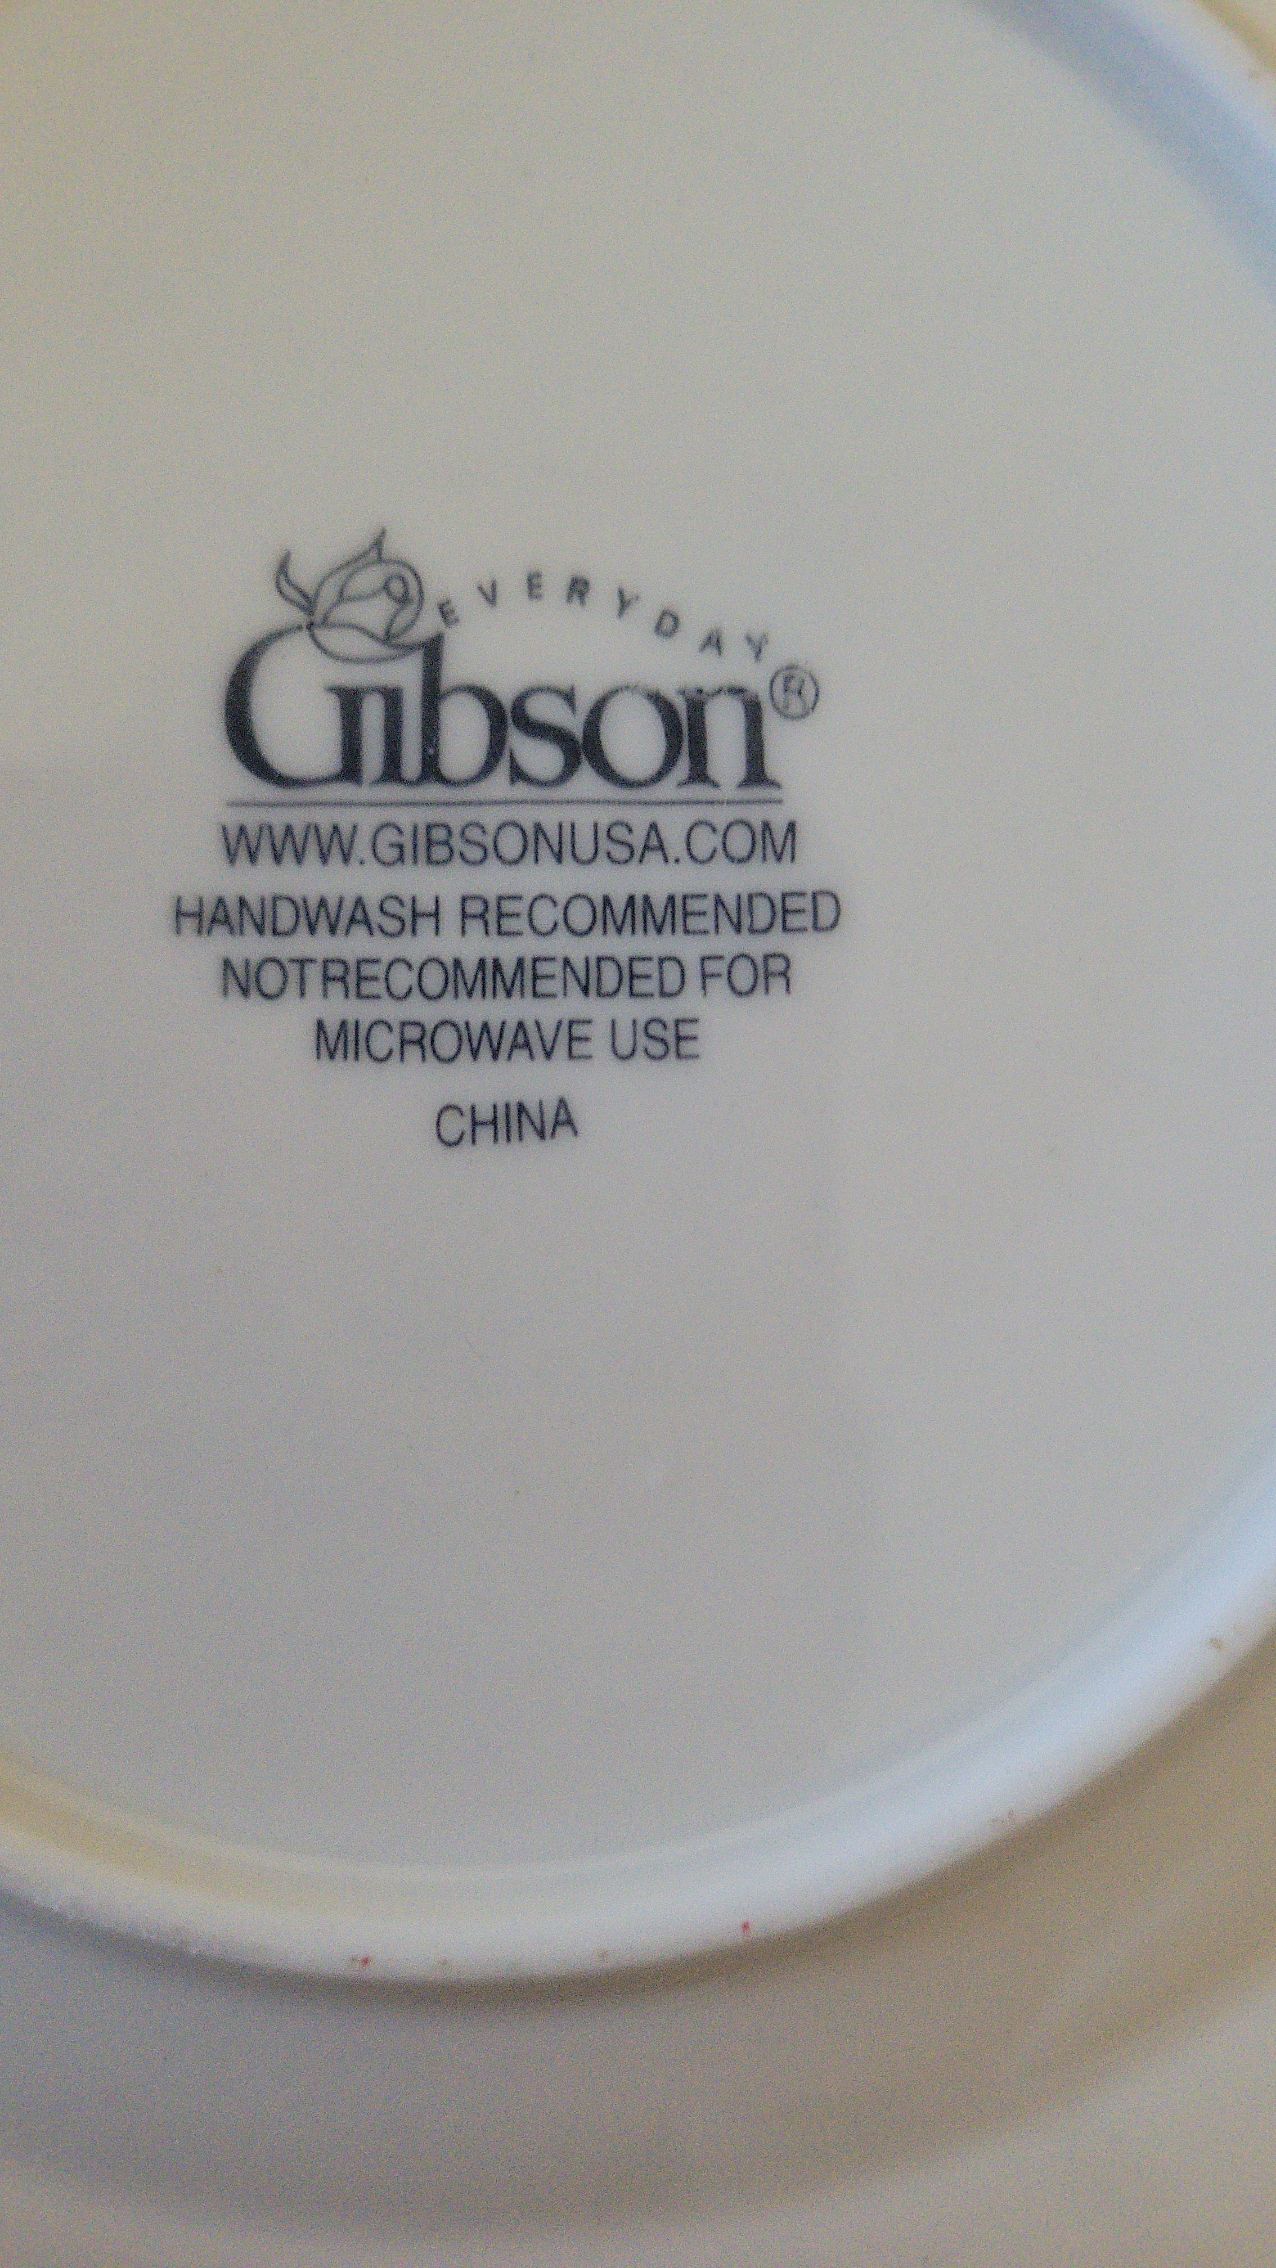 EVERYDAY
Gibson®
WWW.GIBSONUSA.COM
HANDWASH RECOMMENDED
NOTRECOMMENDED FOR
MICROWAVE USE
CHINA